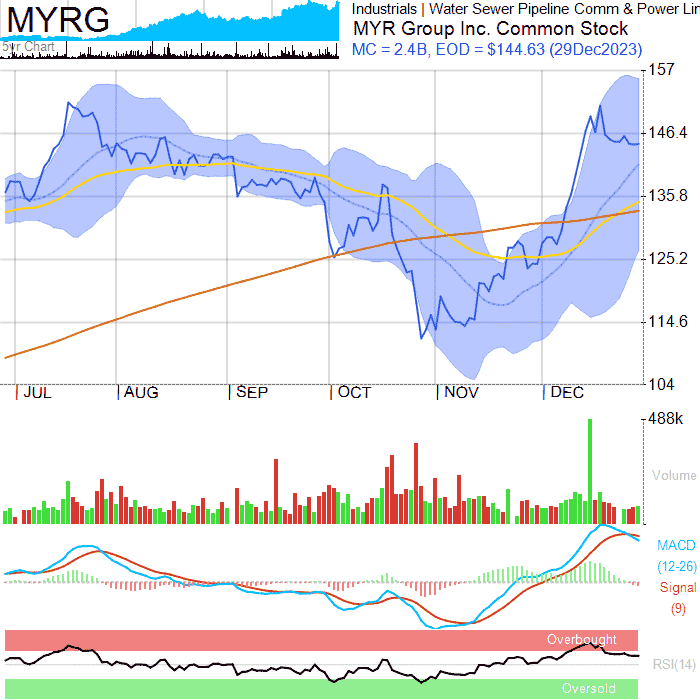 MYRG
5yr Chart
Industrials | Water Sewer Pipeline Comm & Power Lin
MYR Group Inc. Common Stock
MC = 2.4B, EOD = $144.63 (29Dec2023)
157
146.4
135.8
125.2
114.6
104
JUL AUG SEP OCT NOV DEC
488k
Volume
MACD
(12-26)
Signal
(9)
Overbought
RSI(14)
Oversold